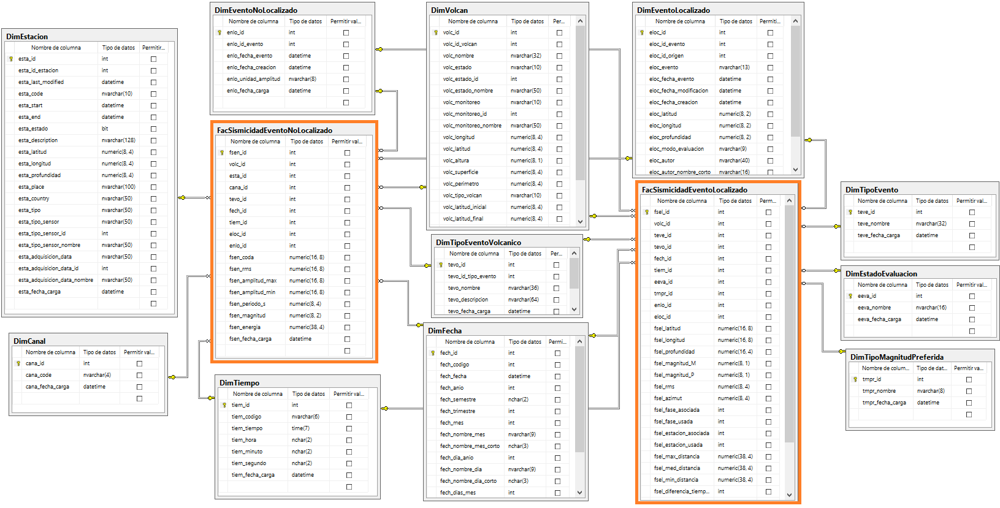 DimEstacion
Nombre de columna Tipo de datos Permitir...
esta_id int
esta_id_estacion int
esta_last_modified datetime
esta_code nvarchar(10)
esta_start datetime
esta_end datetime
esta_estado bit
esta_description nvarchar(128)
esta_latitud numeric(8, 4)
esta_longitud numeric(8, 4)
esta_profundidad numeric(8, 4)
esta_place nvarchar(100)
esta_country nvarchar(50)
esta_tipo nvarchar(50)
esta_tipo_sensor nvarchar(50)
esta_tipo_sensor_id int
esta_tipo_sensor_nombre nvarchar(50)
esta_adquisicion_data nvarchar(50)
esta_adquisicion_data_id int
esta_adquisicion_data_nombre nvarchar(50)
esta_fecha_carga datetime
DimCanal
Nombre de columna Tipo de datos Permitir val...
cana_id int
cana_code nvarchar(4)
cana_fecha_carga datetime
DimEventoNoLocalizado
Nombre de columna Tipo de datos Permitir val...
enlo_id int
enlo_id_evento int
enlo_fecha_evento datetime
enlo_fecha_creacion datetime
enlo_unidad_amplitud nvarchar(8)
enlo_fecha_carga datetime
FacSismicidadEventoNoLocalizado
Nombre de columna Tipo de datos Permitir val...
fsen_id int
volc_id int
esta_id int
cana_id int
tevo_id int
fech_id int
tiem_id int
eloc_id int
enlo_id int
fsen_coda numeric(16, 8)
fsen_rms numeric(16, 8)
fsen_amplitud_max numeric(16, 8)
fsen_amplitud_min numeric(16, 8)
fsen_periodo_s numeric(8, 4)
fsen_magnitud numeric(8, 2)
fsen_energia numeric(38, 4)
fsen_fecha_carga datetime
DimTiempo
Nombre de columna Tipo de datos Permitir val...
tiem_id int
tiem_codigo nvarchar(6)
tiem_tiempo time(7)
tiem_hora nchar(2)
tiem_minuto nchar(2)
tiem_segundo nchar(2)
tiem_fecha_carga datetime
DimVolcan
Nombre de columna Tipo de datos Per...
volc_id int
volc_id_volcan int
volc_nombre nvarchar(32)
volc_estado nvarchar(10)
volc_estado_id int
volc_estado_nombre nvarchar(50)
volc_monitoreo nvarchar(10)
volc_monitoreo_id int
volc_monitoreo_nombre nvarchar(50)
volc_longitud numeric(8, 4)
volc_latitud numeric(8, 4)
volc_altura numeric(8, 1)
volc_superficie numeric(8, 4)
volc_perimetro numeric(8, 4)
volc_tipo_volcan nvarchar(10)
volc_latitud_inicial numeric(8, 4)
volc_latitud_final numeric(8, 4)
DimTipoEventoVolcanico
Nombre de columna Tipo de datos Per...
tevo_id int
tevo_id_tipo_evento int
tevo_nombre nvarchar(36)
tevo_descripcion nvarchar(64)
tevo_fecha_carga datetime
DimFecha
Nombre de columna Tipo de datos Permi...
fech_id int
fech_codigo int
fech_fecha datetime
fech_anio int
fech_semestre nchar(2)
fech_trimestre int
fech_mes int
fech_nombre_mes nvarchar(9)
fech_nombre_mes_corto nchar(3)
fech_dia_anio int
fech_nombre_dia nvarchar(9)
fech_nombre_dia_corto nchar(3)
fech_dias_mes int
DimEventoLocalizado
Nombre de columna Tipo de datos Permiti...
eloc_id int
eloc_id_evento int
eloc_id_origen int
eloc_evento nvarchar(13)
eloc_fecha_evento datetime
eloc_fecha_modificacion datetime
eloc_fecha_creacion datetime
eloc_latitud numeric(8, 2)
eloc_longitud numeric(8, 2)
eloc_profundidad numeric(8, 2)
eloc_modo_evaluacion nvarchar(9)
eloc_autor nvarchar(40)
eloc_autor_nombre_corto nvarchar(16)
FacSismicidadEventoLocalizado
Nombre de columna Tipo de datos Perm...
fsel_id int
volc_id int
teve_id int
tevo_id int
fech_id int
tiem_id int
eeva_id int
tmpr_id int
enlo_id int
eloc_id int
fsel_latitud numeric(16, 8)
fsel_longitud numeric(16, 8)
fsel_profundidad numeric(16, 4)
fsel_magnitud_M numeric(8, 1)
fsel_magnitud_P numeric(8, 1)
fsel_rms numeric(8, 4)
fsel_azimut numeric(8, 4)
fsel_fase_asociada int
fsel_fase_usada int
fsel_estacion_asociada int
fsel_estacion_usada int
fsel_max_distancia numeric(38, 4)
fsel_med_distancia numeric(38, 4)
fsel_min_distancia numeric(38, 4)
fsel_diferencia_tiemp... int
DimTipoEvento
Nombre de columna Tipo de datos Permitir val...
teve_id int
teve_nombre nvarchar(32)
teve_fecha_carga datetime
DimEstadoEvaluacion
Nombre de columna Tipo de datos Permitir val...
eeva_id int
eeva_nombre nvarchar(16)
eeva_fecha_carga datetime
DimTipoMagnitudPreferida
Nombre de colum... Tipo de dat... Permitir va...
tmpr_id int
tmpr_nombre nvarchar(8)
tmpr_fecha_carga datetime